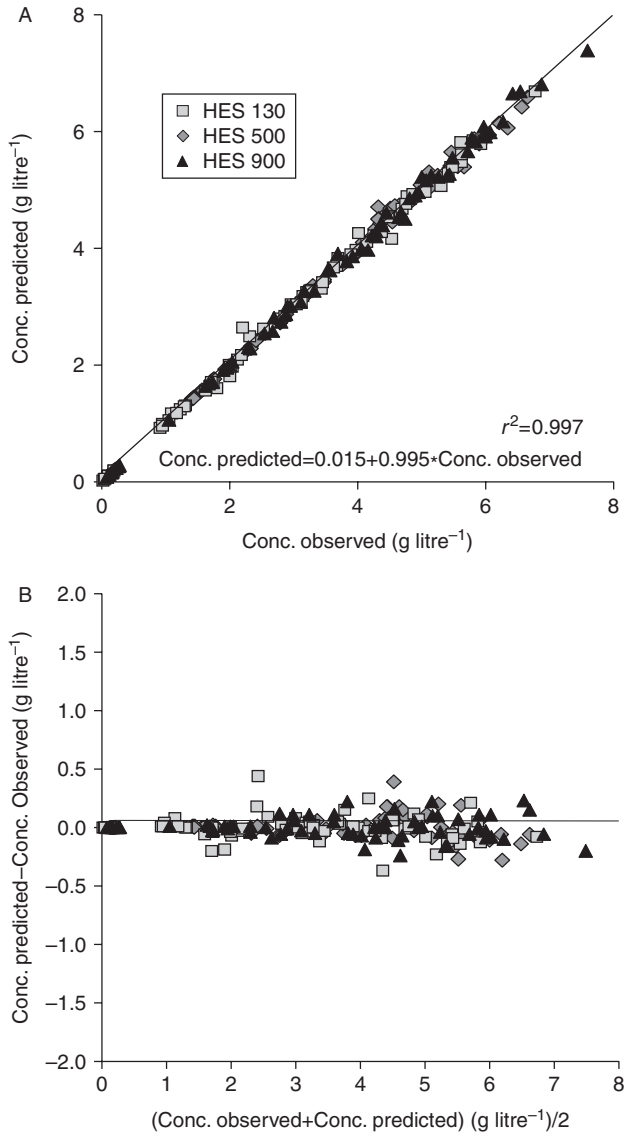 A
8
6
4
2
0
Conc. predicted (g litre⁻¹)
HES 130
HES 500
HES 900
r²=0.997
Conc. predicted=0.015+0.995*Conc. observed
0 2 4 6 8
Conc. observed (g litre⁻¹)
B
2.0
1.5
1.0
0.5
0.0
−0.5
−1.0
−1.5
−2.0
Conc. predicted−Conc. Observed (g litre⁻¹)
0 1 2 3 4 5 6 7 8
(Conc. observed+Conc. predicted) (g litre⁻¹)/2